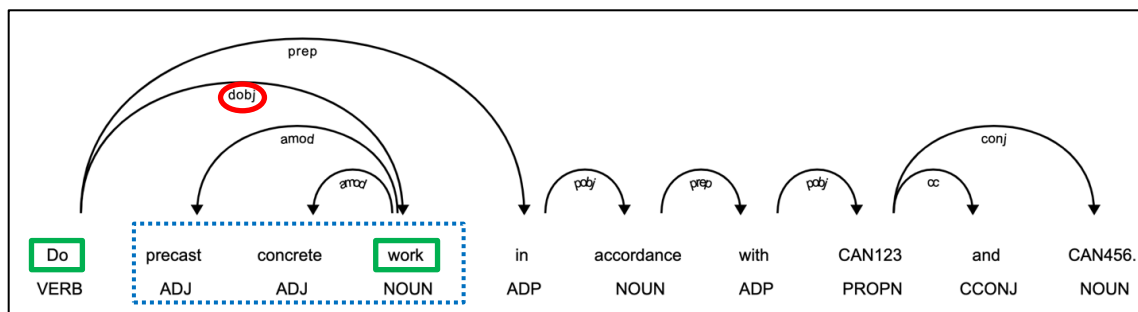 prep
dobj
amod
conj
amod
pobj
prep
pobj
cc
Do precast concrete work in accordance with CAN123 and CAN456.
VERB ADJ ADJ NOUN ADP NOUN ADP PROPN CCONJ NOUN